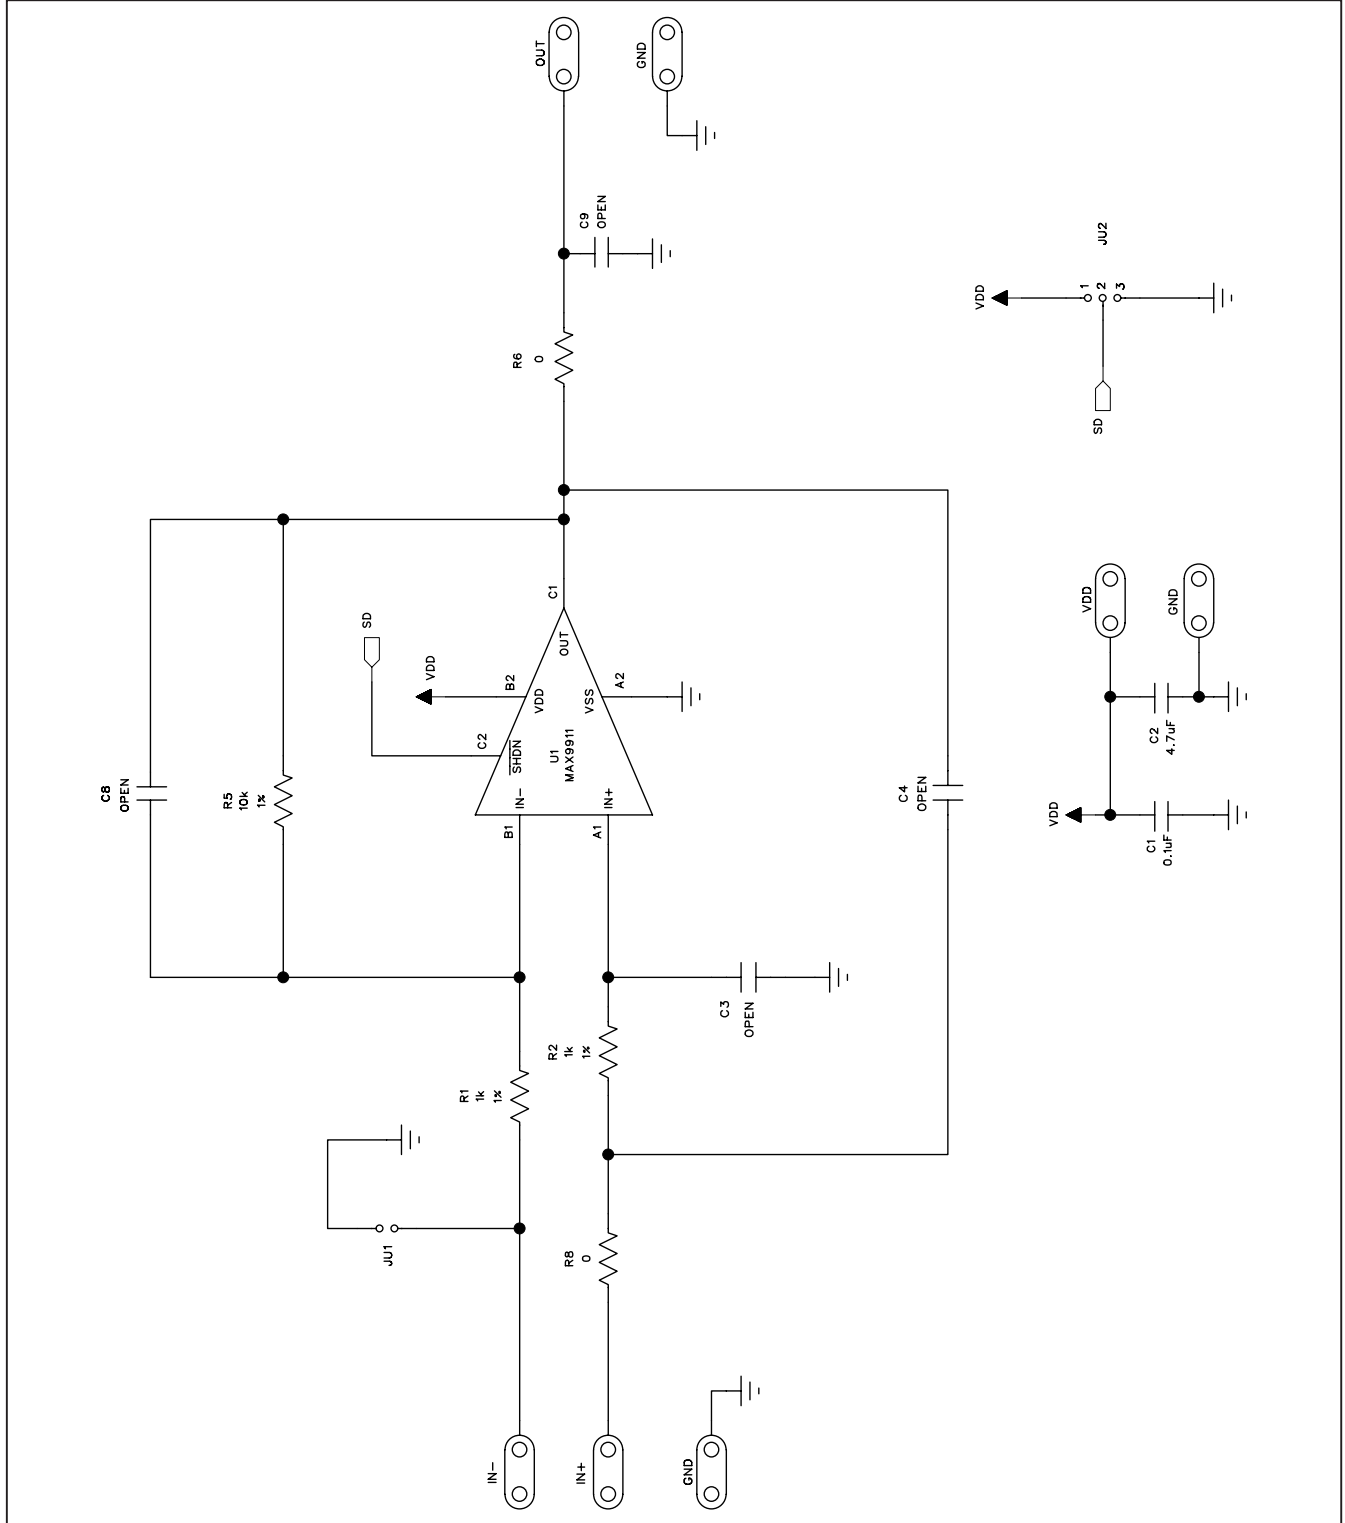 OUT
GND
C9
OPEN
R6
0
JU2
VDD
1
2
3
SD
C8
OPEN
R5
10k
1%
SD
VDD
C1
OUT
B2
VDD
A2
VSS
C2
SHDN
U1
MAX9911
B1
IN-
A1
IN+
C4
OPEN
VDD
GND
C2
4.7uF
VDD
C1
0.1uF
C3
OPEN
R1
1k
1%
R2
1k
1%
JU1
R8
0
IN-
IN+
GND